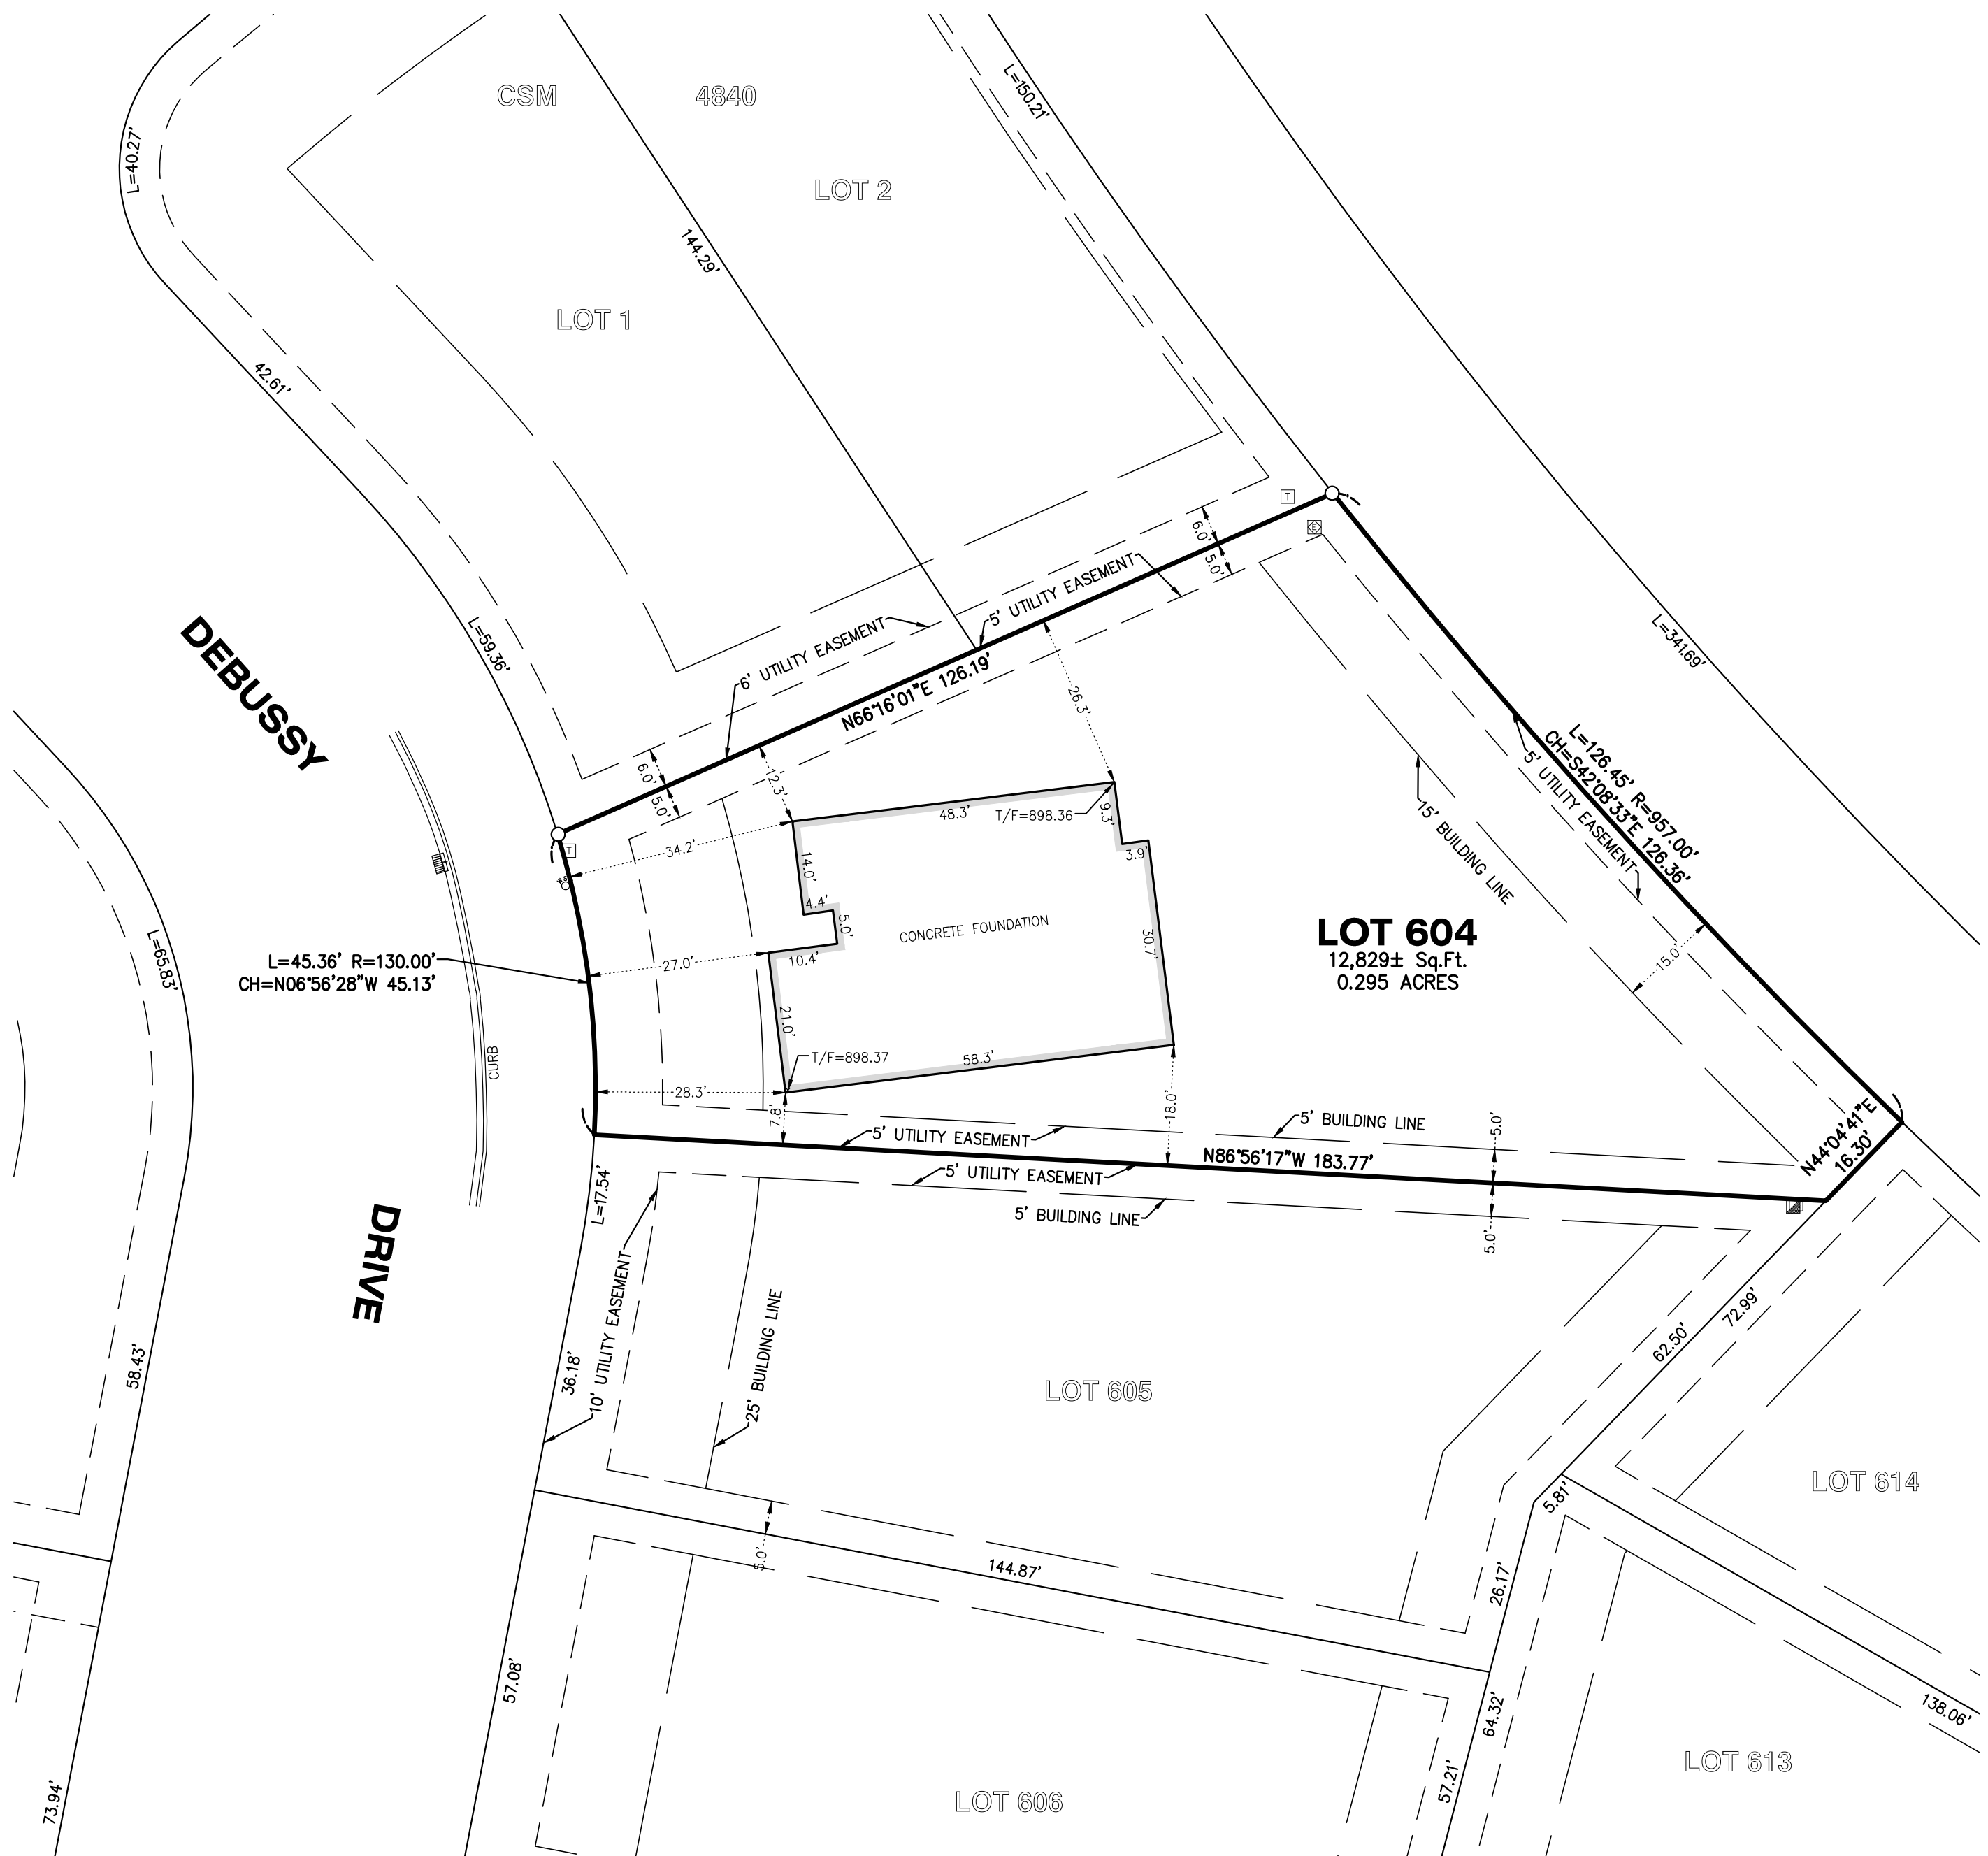 CSM 4840
L=150.21'
L=40.27'
LOT 2
144.29'
LOT 1
42.61'
L=59.36'
L=341.69'
T
E
6.0'
5.0'
5' UTILITY EASEMENT
6' UTILITY EASEMENT
N66°16'01"E 126.19'
DEBUSSY
DRIVE
26.3'
12.3'
6.0'
5.0'
L=126.45' R=957.00'
CH=S42°08'33"E 126.36'
5' UTILITY EASEMENT
15' BUILDING LINE
15.0'
48.3'
T/F=898.36
9.3'
3.9'
T
34.2'
14.0'
4.4'
5.0'
CONCRETE FOUNDATION
30.7'
LOT 604
12,829± Sq.Ft.
0.295 ACRES
L=65.83'
L=45.36' R=130.00'
CH=N06°56'28"W 45.13'
27.0'
10.4'
21.0'
CURB
T/F=898.37
58.3'
28.3'
7.8'
18.0'
5' BUILDING LINE
5.0'
5' UTILITY EASEMENT
N86°56'17"W 183.77'
N44°04'41"E
16.30'
5' UTILITY EASEMENT
5' BUILDING LINE
5.0'
L=17.54'
10' UTILITY EASEMENT
25' BUILDING LINE
36.18'
58.43'
LOT 605
72.99'
62.50'
LOT 614
5.81'
5.0'
144.87'
26.17'
57.08'
64.32'
138.06'
LOT 613
57.21'
73.94'
LOT 606